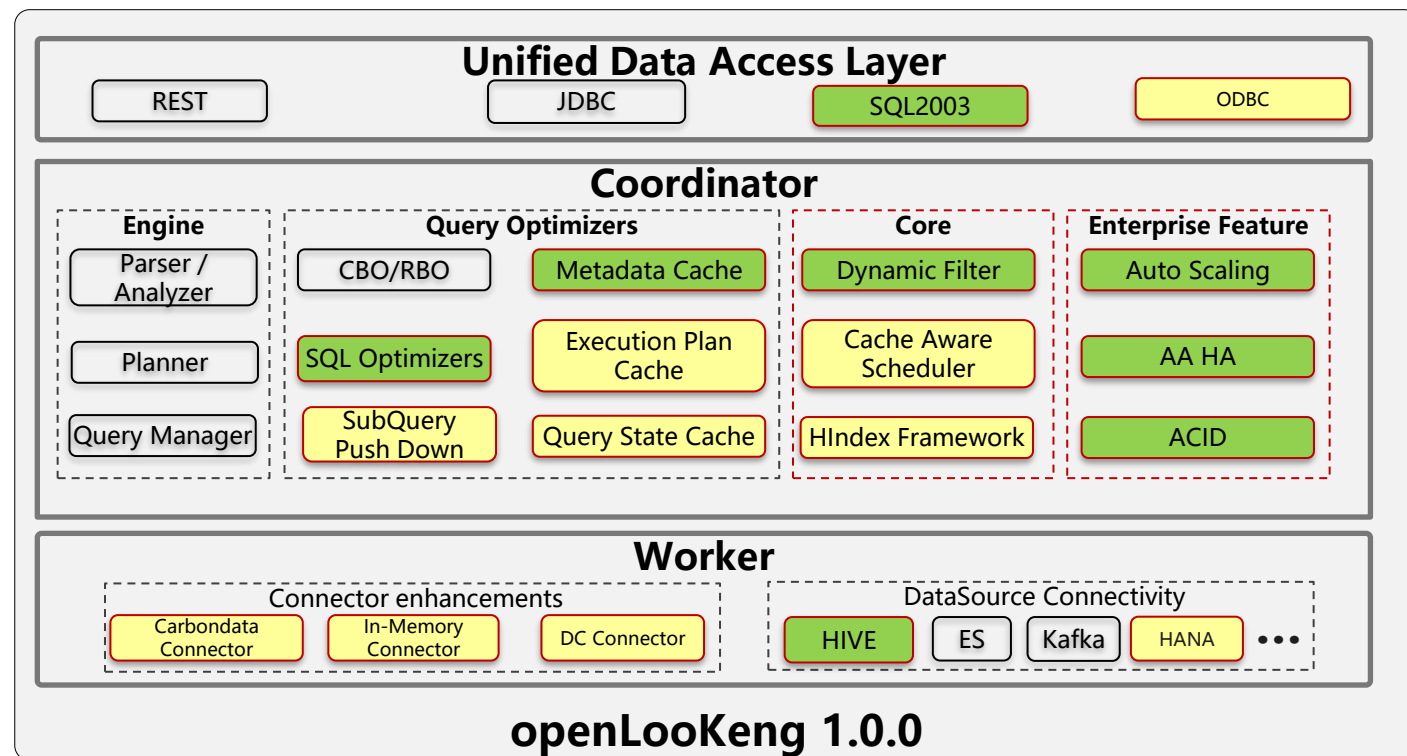 Unified Data Access Layer
REST
JDBC
SQL2003
ODBC
Coordinator
Engine
Parser /
Analyzer
Planner
Query Manager
Query Optimizers
CBO/RBO
Metadata Cache
SQL Optimizers
Execution Plan
Cache
SubQuery
Push Down
Query State Cache
Core
Dynamic Filter
Cache Aware
Scheduler
HIndex Framework
Enterprise Feature
Auto Scaling
AA HA
ACID
Worker
Connector enhancements
Carbondata
Connector
In-Memory
Connector
DC Connector
DataSource Connectivity
HIVE
ES
Kafka
HANA
•••
openLooKeng 1.0.0